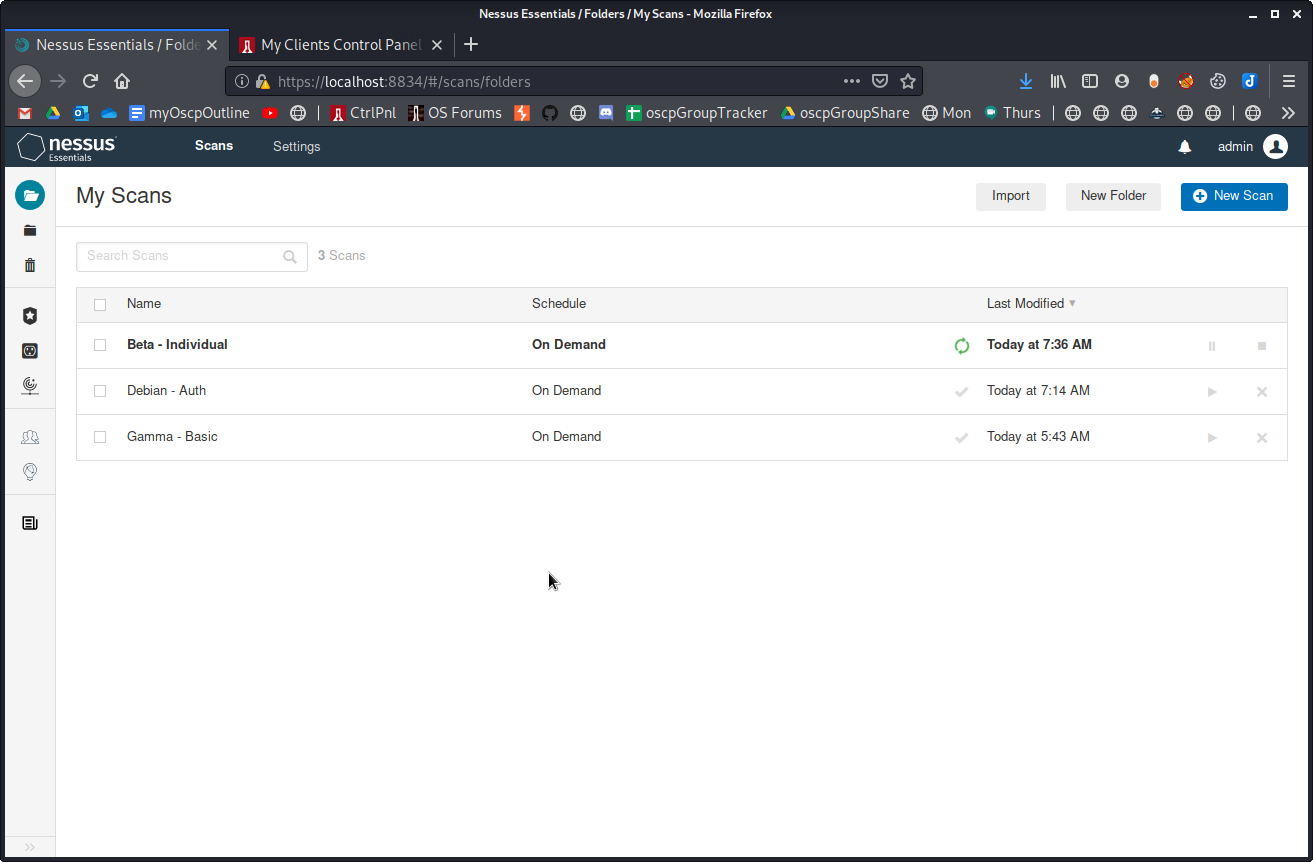 Nessus Essentials / Folders / My Scans - Mozilla Firefox
Nessus Essentials / Folde
My Clients Control Panel
https://localhost:8834/#/scans/folders
myOscpOutline CtrlPnl OS Forums oscpGroupTracker oscpGroupShare Mon Thurs
nessus
Essentials
Scans Settings admin
My Scans Import New Folder New Scan
Search Scans 3 Scans
Name Schedule Last Modified
Beta - Individual On Demand Today at 7:36 AM
Debian - Auth On Demand Today at 7:14 AM
Gamma - Basic On Demand Today at 5:43 AM